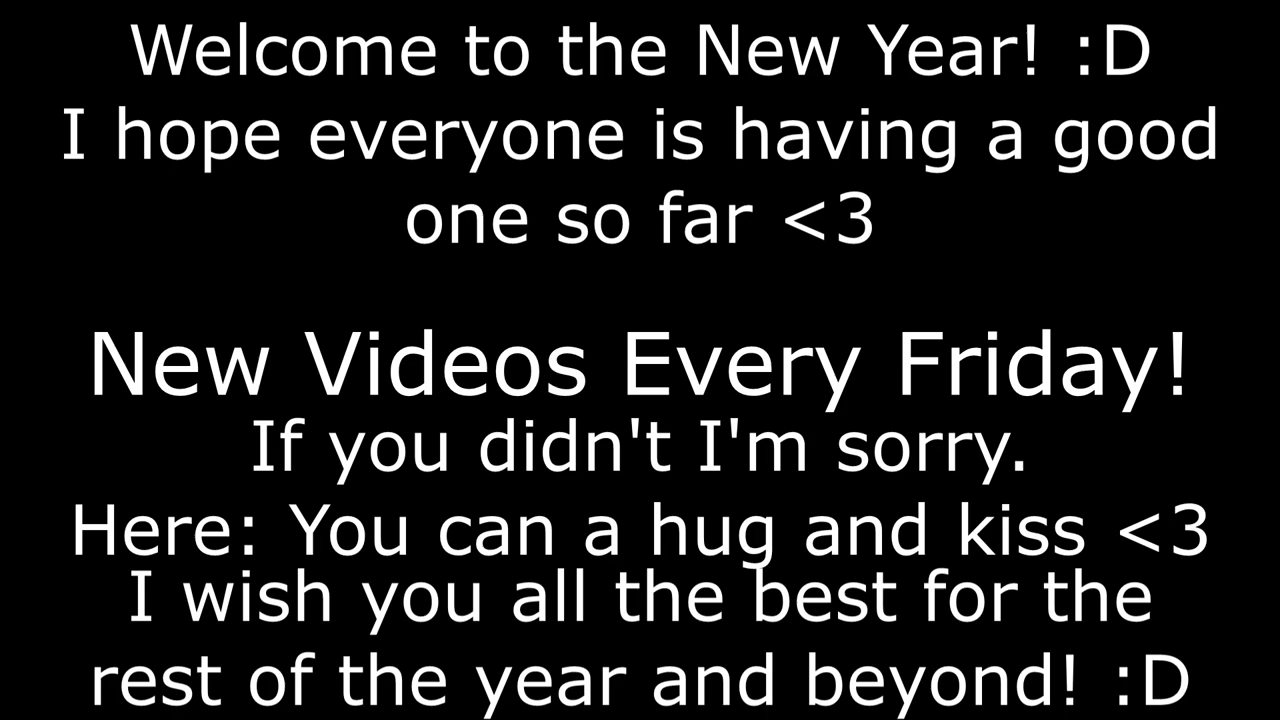 Welcome to the New Year! :D
I hope everyone is having a good
one so far <3
New Videos Every Friday!
If you didn't I'm sorry.
Here: You can a hug and kiss <3
I wish you all the best for the
rest of the year and beyond! :D